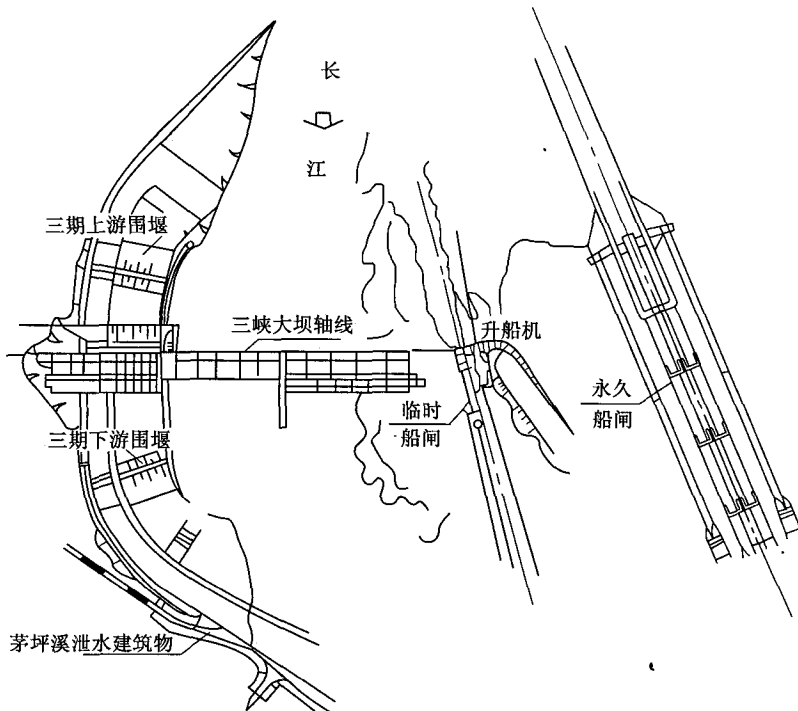 长
江
三期上游围堰
三峡大坝轴线
升船机
临时
船闸
永久
船闸
三期下游围堰
茅坪溪泄水建筑物